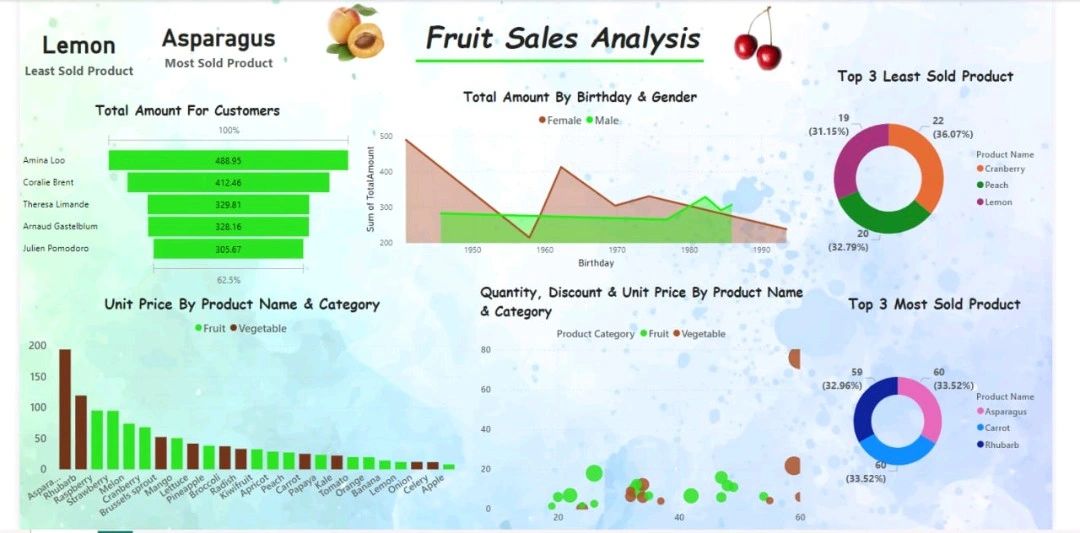 Lemon
Least Sold Product
Asparagus
Most Sold Product
Fruit Sales Analysis
Total Amount For Customers
100%
Amina Loo 488.95
Coralie Brent 412.46
Theresa Limande 329.81
Arnaud Gastelblum 328.16
Julien Pomodoro 305.67
62.5%
Total Amount By Birthday & Gender
Female Male
Sum of TotalAmount
500
400
300
200
1950 1960 1970 1980 1990
Birthday
Top 3 Least Sold Product
19
(31.15%)
22
(36.07%)
20
(32.79%)
Product Name
Cranberry
Peach
Lemon
Unit Price By Product Name & Category
Fruit Vegetable
200
150
100
50
0
Aspara...
Rhubarb
Raspberry
Strawberry
Melon
Cranberry
Brussels sprout
Mango
Lettuce
Pineapple
Broccoli
Radish
Kiwifruit
Apricot
Peach
Carrot
Papaya
Kale
Tomato
Orange
Banana
Lemon
Onion
Celery
Apple
Quantity, Discount & Unit Price By Product Name
& Category
Product Category Fruit Vegetable
80
60
40
20
0
20 40 60
Top 3 Most Sold Product
59
(32.96%)
60
(33.52%)
60
(33.52%)
Product Name
Asparagus
Carrot
Rhubarb